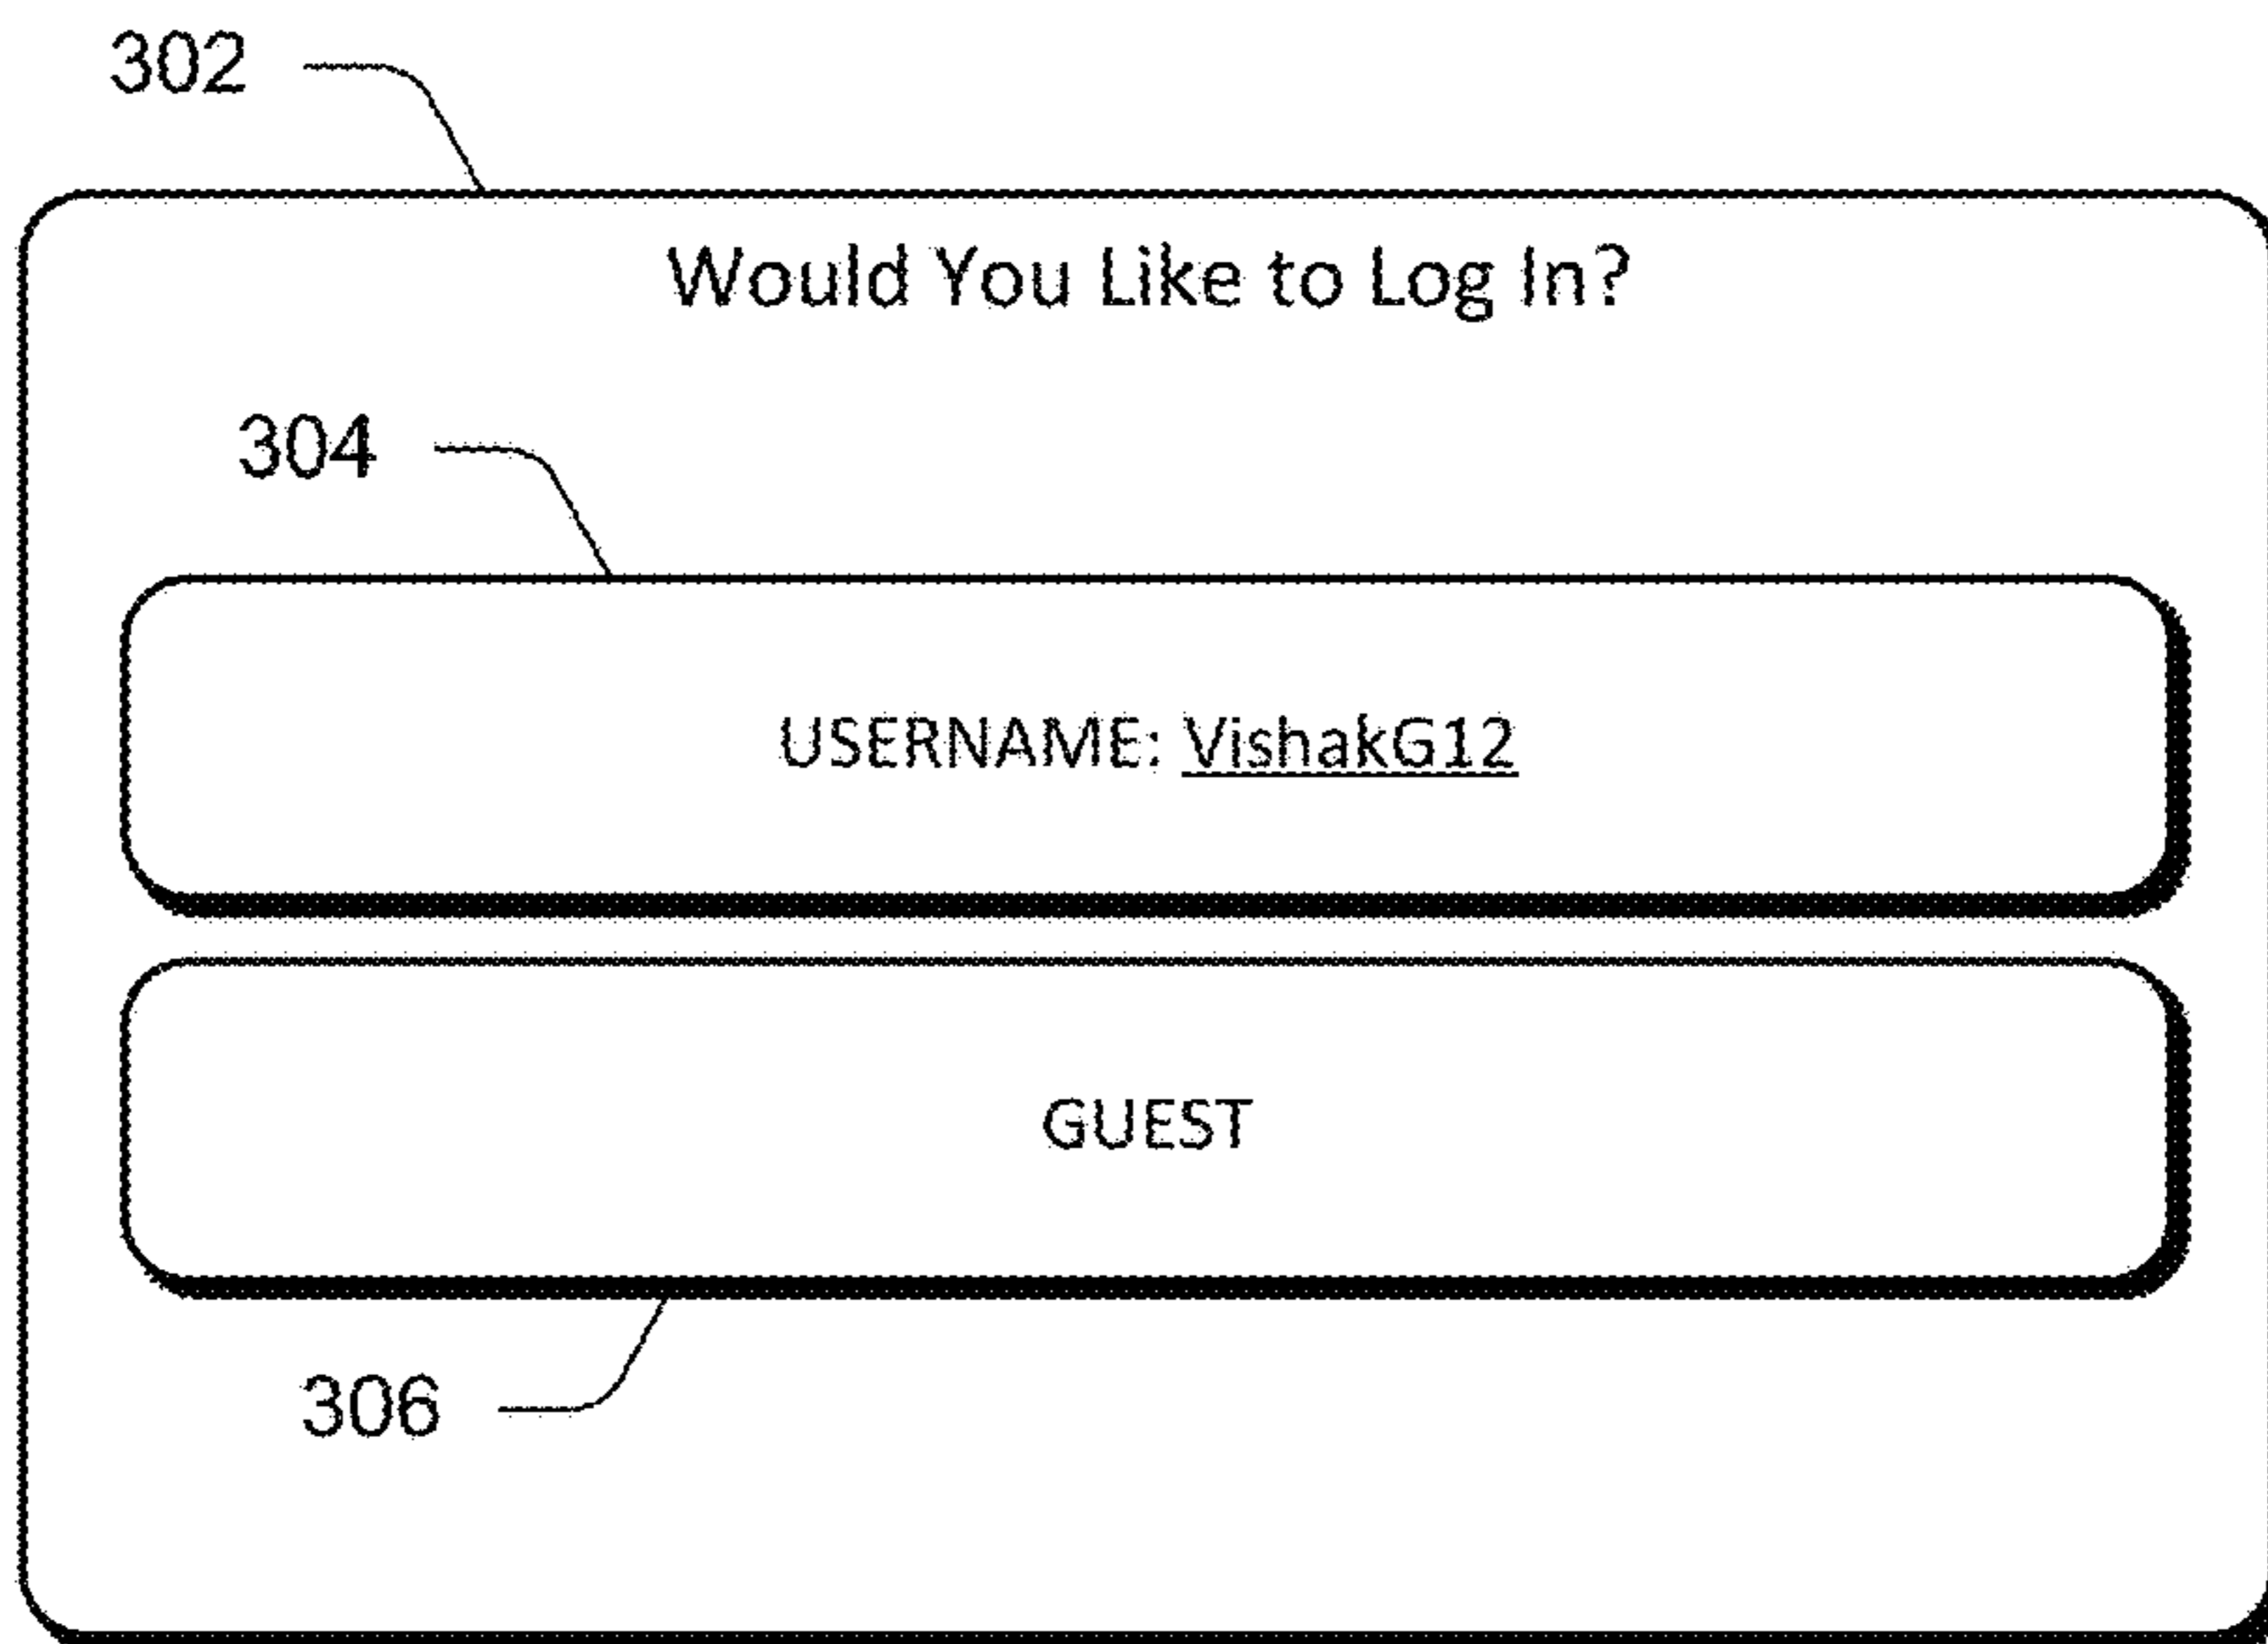 302
Would You Like to Log In?
304
USERNAME: VishakG12
GUEST
306